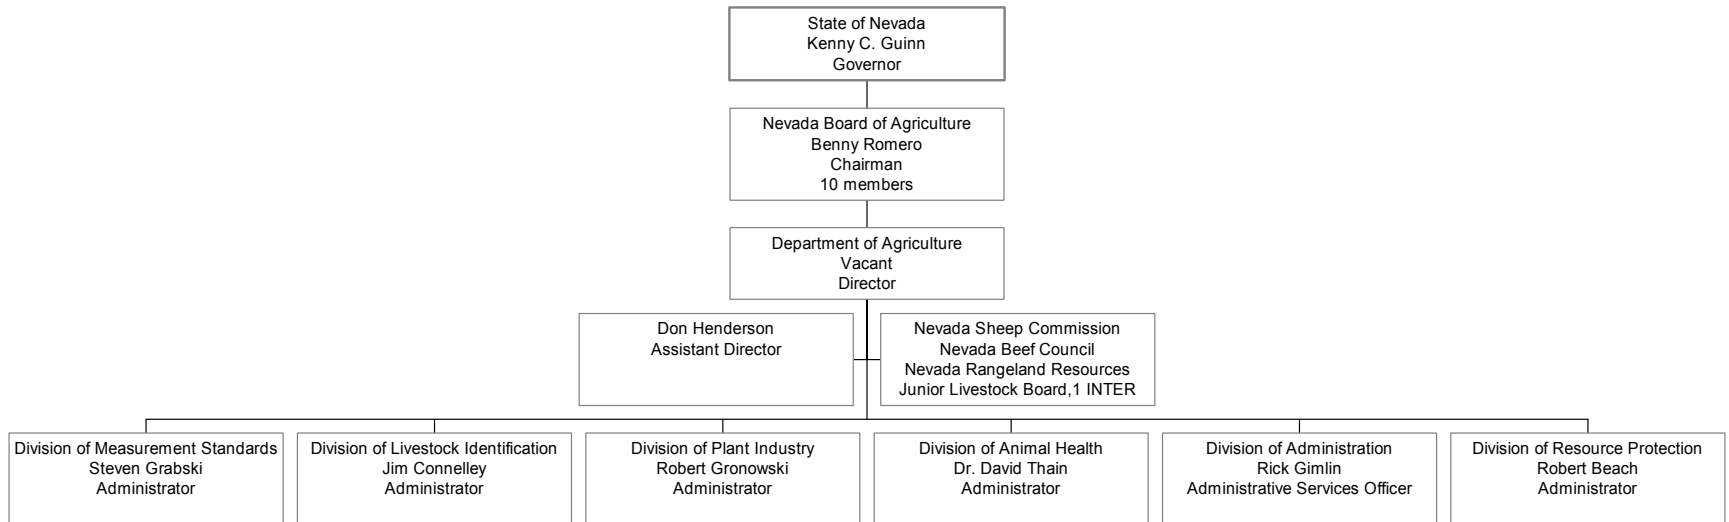 State of Nevada
Kenny C. Guinn
Governor
Nevada Board of Agriculture
Benny Romero
Chairman
10 members
Department of Agriculture
Vacant
Director
Don Henderson
Assistant Director
Nevada Sheep Commission
Nevada Beef Council
Nevada Rangeland Resources
Junior Livestock Board,1 INTER
Division of Measurement Standards
Steven Grabski
Administrator
Division of Livestock Identification
Jim Connelley
Administrator
Division of Plant Industry
Robert Gronowski
Administrator
Division of Animal Health
Dr. David Thain
Administrator
Division of Administration
Rick Gimlin
Administrative Services Officer
Division of Resource Protection
Robert Beach
Administrator